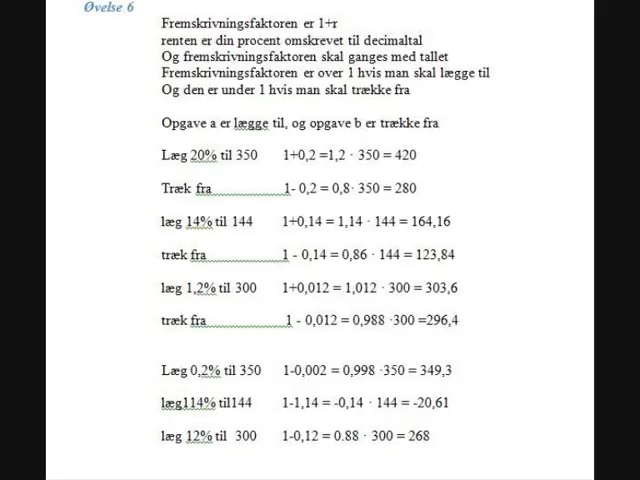 Øvelse 6
Fremskrivningsfaktoren er 1+r
renten er din procent omskrevet til decimaltal
Og fremskrivningsfaktoren skal ganges med tallet
Fremskrivningsfaktoren er over 1 hvis man skal lægge til
Og den er under 1 hvis man skal trække fra
Opgave a er lægge til, og opgave b er trække fra
Læg 20% til 350 1+0,2 =1,2 · 350 = 420
Træk fra 1- 0,2 = 0,8· 350 = 280
læg 14% til 144 1+0,14 = 1,14 · 144 = 164,16
træk fra 1 - 0,14 = 0,86 · 144 = 123,84
læg 1,2% til 300 1+0,012 = 1,012 · 300 = 303,6
træk fra 1 - 0,012 = 0,988 ·300 =296,4
Læg 0,2% til 350 1-0,002 = 0,998 ·350 = 349,3
læg114% til144 1-1,14 = -0,14 · 144 = -20,61
læg 12% til 300 1-0,12 = 0.88 · 300 = 268